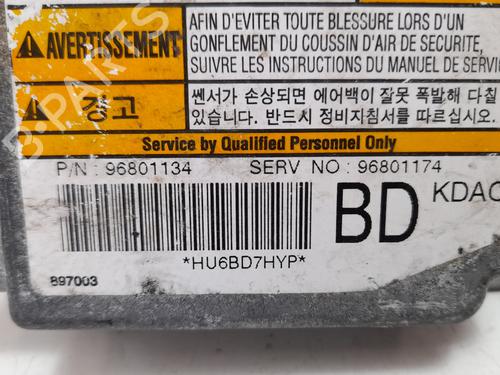 AVERTISSEMENT
AFIN D'EVITER TOUTE BLESSURE LORS D'UN
GONFLEMENT DU COUSSIN D'AIR DE SECURITE,
SUIVRE LES INSTRUCTIONS DU MANUEL DE SERVI
경고
쎈서가 손상되면 에어백이 잘못 폭발해 다칠
있습니다. 반드시 정비지침서를 따르십시오.
Service by Qualified Personnel Only
P/N : 96801134 SERV NO : 96801174
BD KDAC
*HU6BD7HYP*
897003
B-PARTS